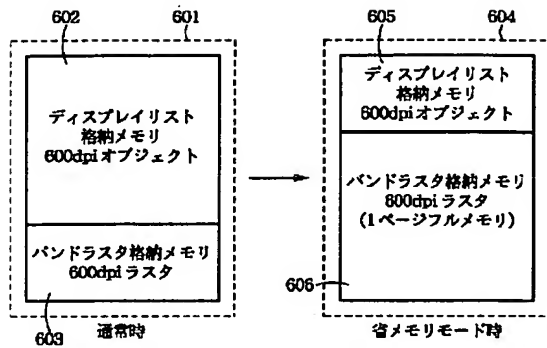 602
601
605
604
ディスプレイリスト
格納メモリ
600dpiオブジェクト
バンドラスタ格納メモリ
600dpiラスタ
603
通常時
ディスプレイリスト
格納メモリ
600dpiオブジェクト
バンドラスタ格納メモリ
600dpiラスタ
(1ページフルメモリ)
606
省メモリモード時